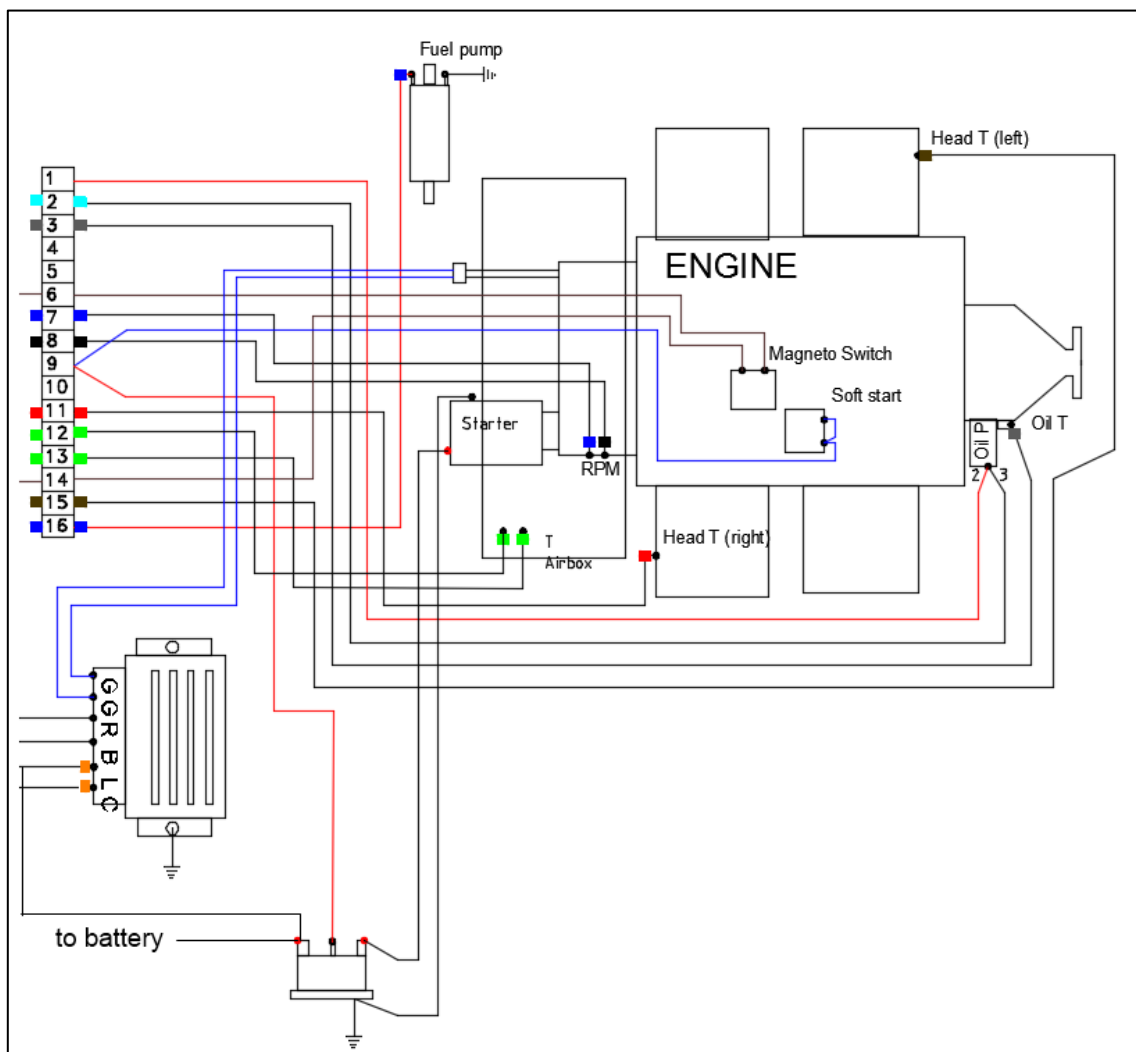 Fuel pump
Head T (left)
1
2
3
4
5
6
7
8
9
10
11
12
13
14
15
16
ENGINE
Magneto Switch
Soft start
Starter
RPM
Oil P
Oil T
2 3
T
Airbox
Head T (right)
G
G
R
B
L
C
to battery